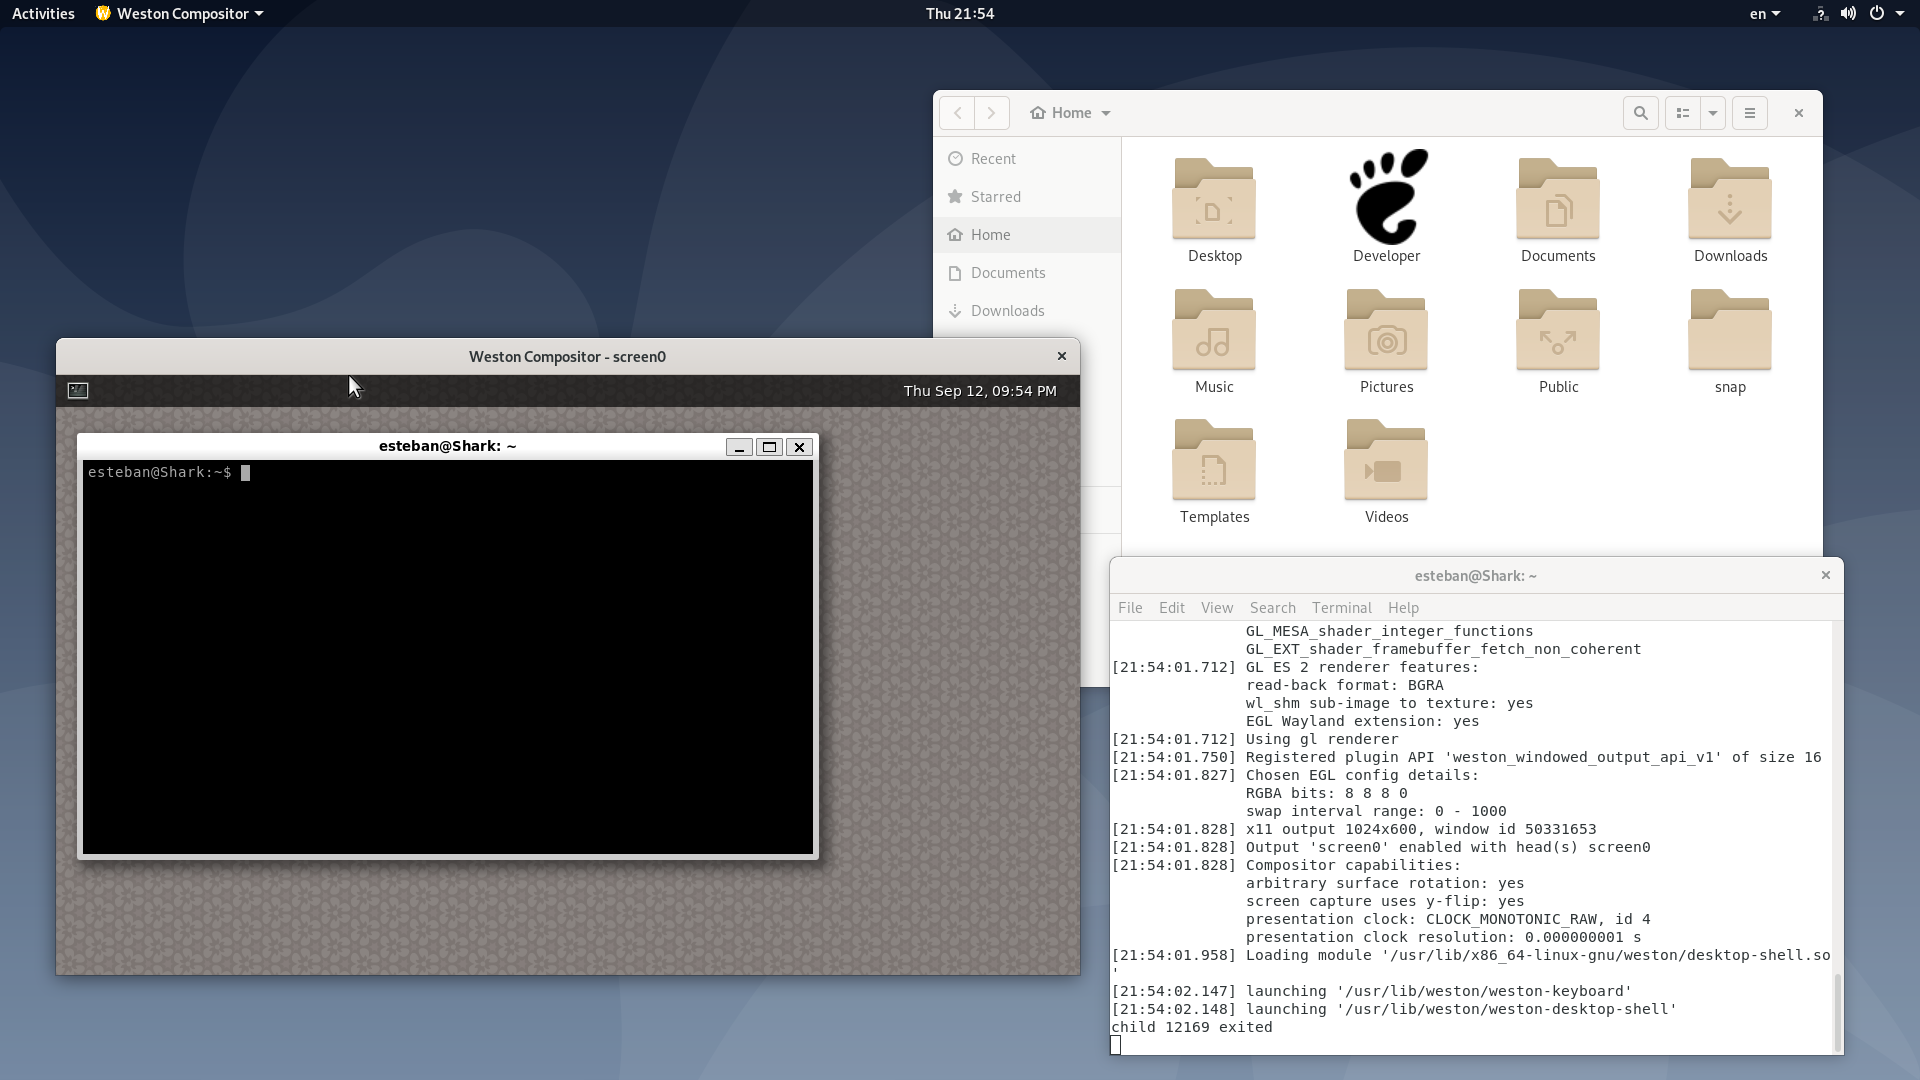 Activities
Weston Compositor
Thu 21:54
en
Home
Recent
Starred
Home
Documents
Downloads
Desktop
Developer
Documents
Downloads
Music
Pictures
Public
snap
Templates
Videos
Weston Compositor - screen0
Thu Sep 12, 09:54 PM
esteban@Shark: ~
esteban@Shark:~$
esteban@Shark: ~
File Edit View Search Terminal Help
GL_MESA_shader_integer_functions
GL_EXT_shader_framebuffer_fetch_non_coherent
[21:54:01.712] GL ES 2 renderer features:
read-back format: BGRA
wl_shm sub-image to texture: yes
EGL Wayland extension: yes
[21:54:01.712] Using gl renderer
[21:54:01.750] Registered plugin API 'weston_windowed_output_api_v1' of size 16
[21:54:01.827] Chosen EGL config details:
RGBA bits: 8 8 8 0
swap interval range: 0 - 1000
[21:54:01.828] x11 output 1024x600, window id 50331653
[21:54:01.828] Output 'screen0' enabled with head(s) screen0
[21:54:01.828] Compositor capabilities:
arbitrary surface rotation: yes
screen capture uses y-flip: yes
presentation clock: CLOCK_MONOTONIC_RAW, id 4
presentation clock resolution: 0.000000001 s
[21:54:01.958] Loading module '/usr/lib/x86_64-linux-gnu/weston/desktop-shell.so
'
[21:54:02.147] launching '/usr/lib/weston/weston-keyboard'
[21:54:02.148] launching '/usr/lib/weston/weston-desktop-shell'
child 12169 exited